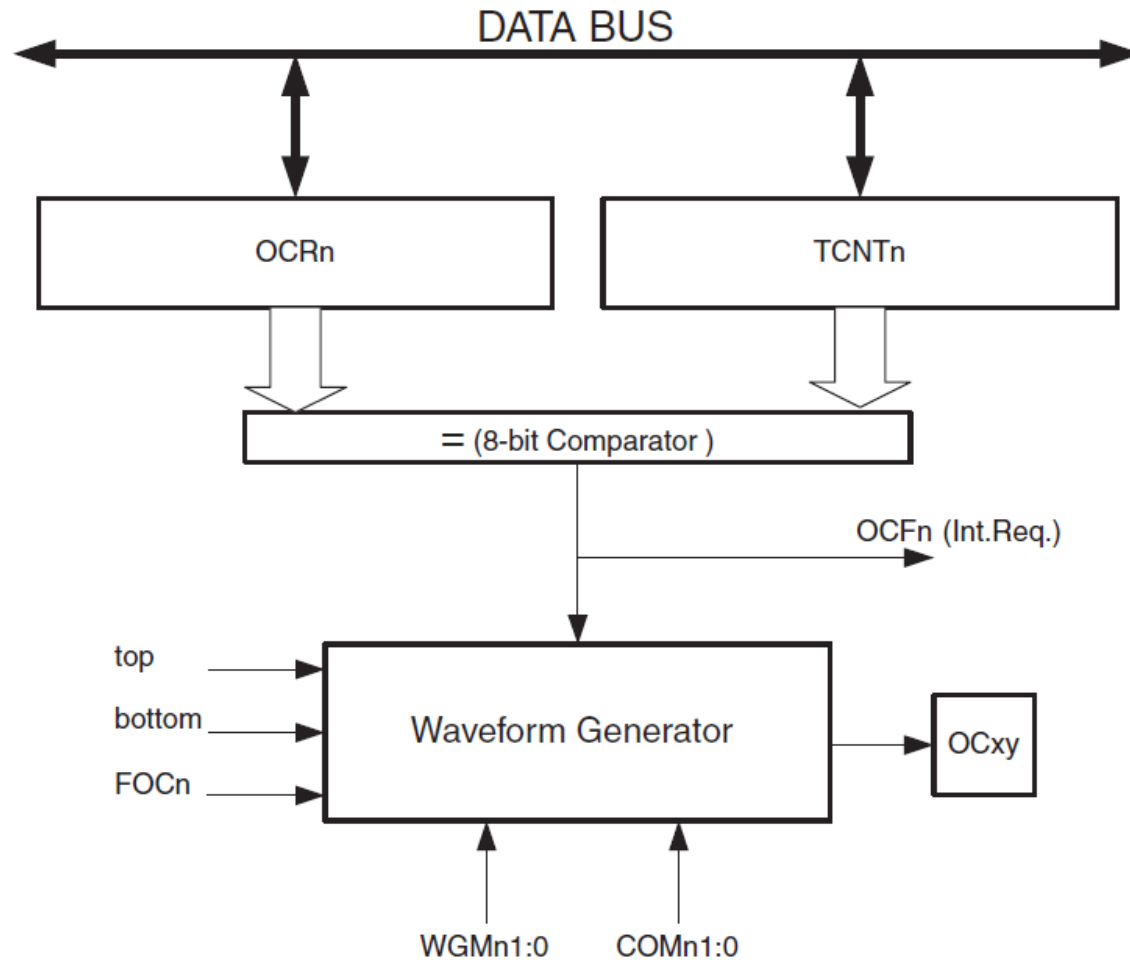 DATA BUS
OCRn
TCNTn
= (8-bit Comparator )
OCFn (Int.Req.)
top
bottom
FOCn
Waveform Generator
OCxy
WGMn1:0
COMn1:0